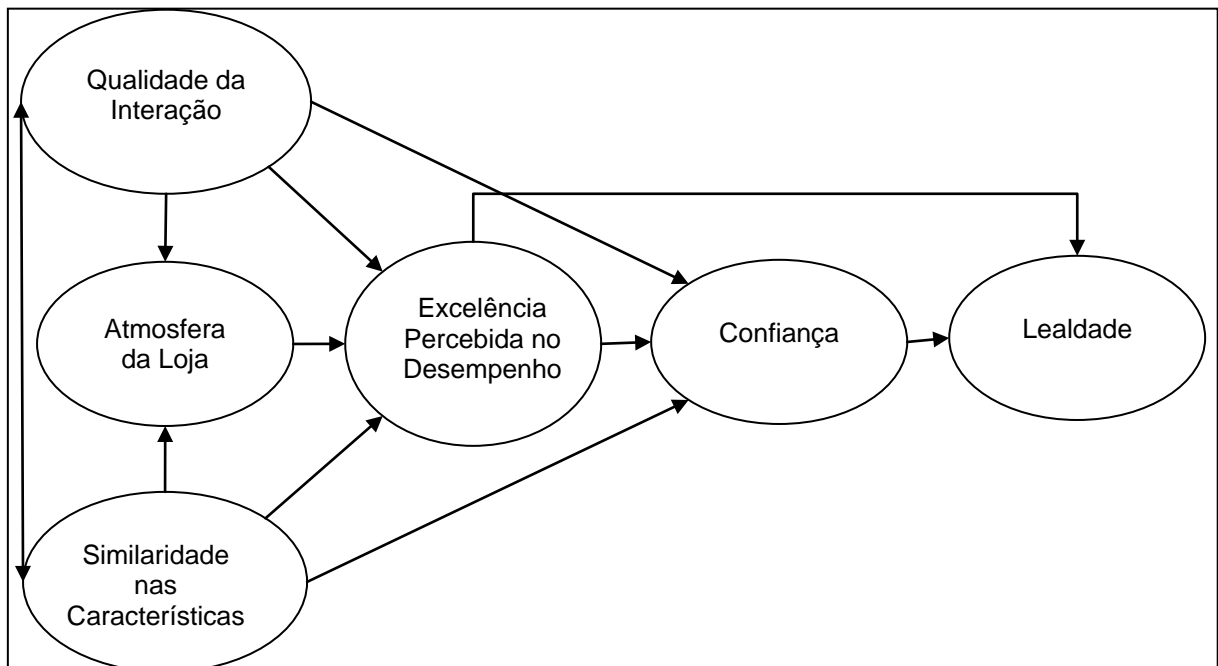 Qualidade da
Interação
Atmosfera
da Loja
Excelência
Percebida no
Desempenho
Confiança
Lealdade
Similaridade
nas
Características